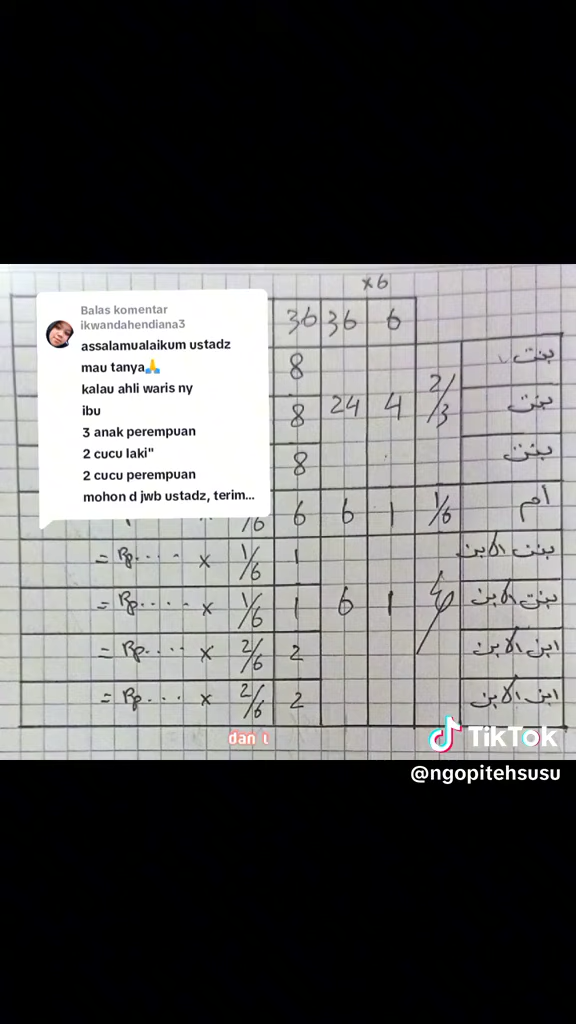 ×6
Balas komentar
ikwandahendiana3
assalamualaikum ustadz
mau tanya🙏
kalau ahli waris ny
ibu
3 anak perempuan
2 cucu laki"
2 cucu perempuan
mohon d jwb ustadz, terim...
36 36 6
8 بنت
8 24 4 2/3 بنت
8 بنت
/6 6 6 1 1/6 أم
= Rp.... × 1/6 1 بنت الابن
= Rp.... × 1/6 1 6 1 بنت الابن
= Rp.... × 2/6 2 ابن الابن
= Rp.... × 2/6 2 ابن الابن
dan t
TikTok
@ngopitehsusu